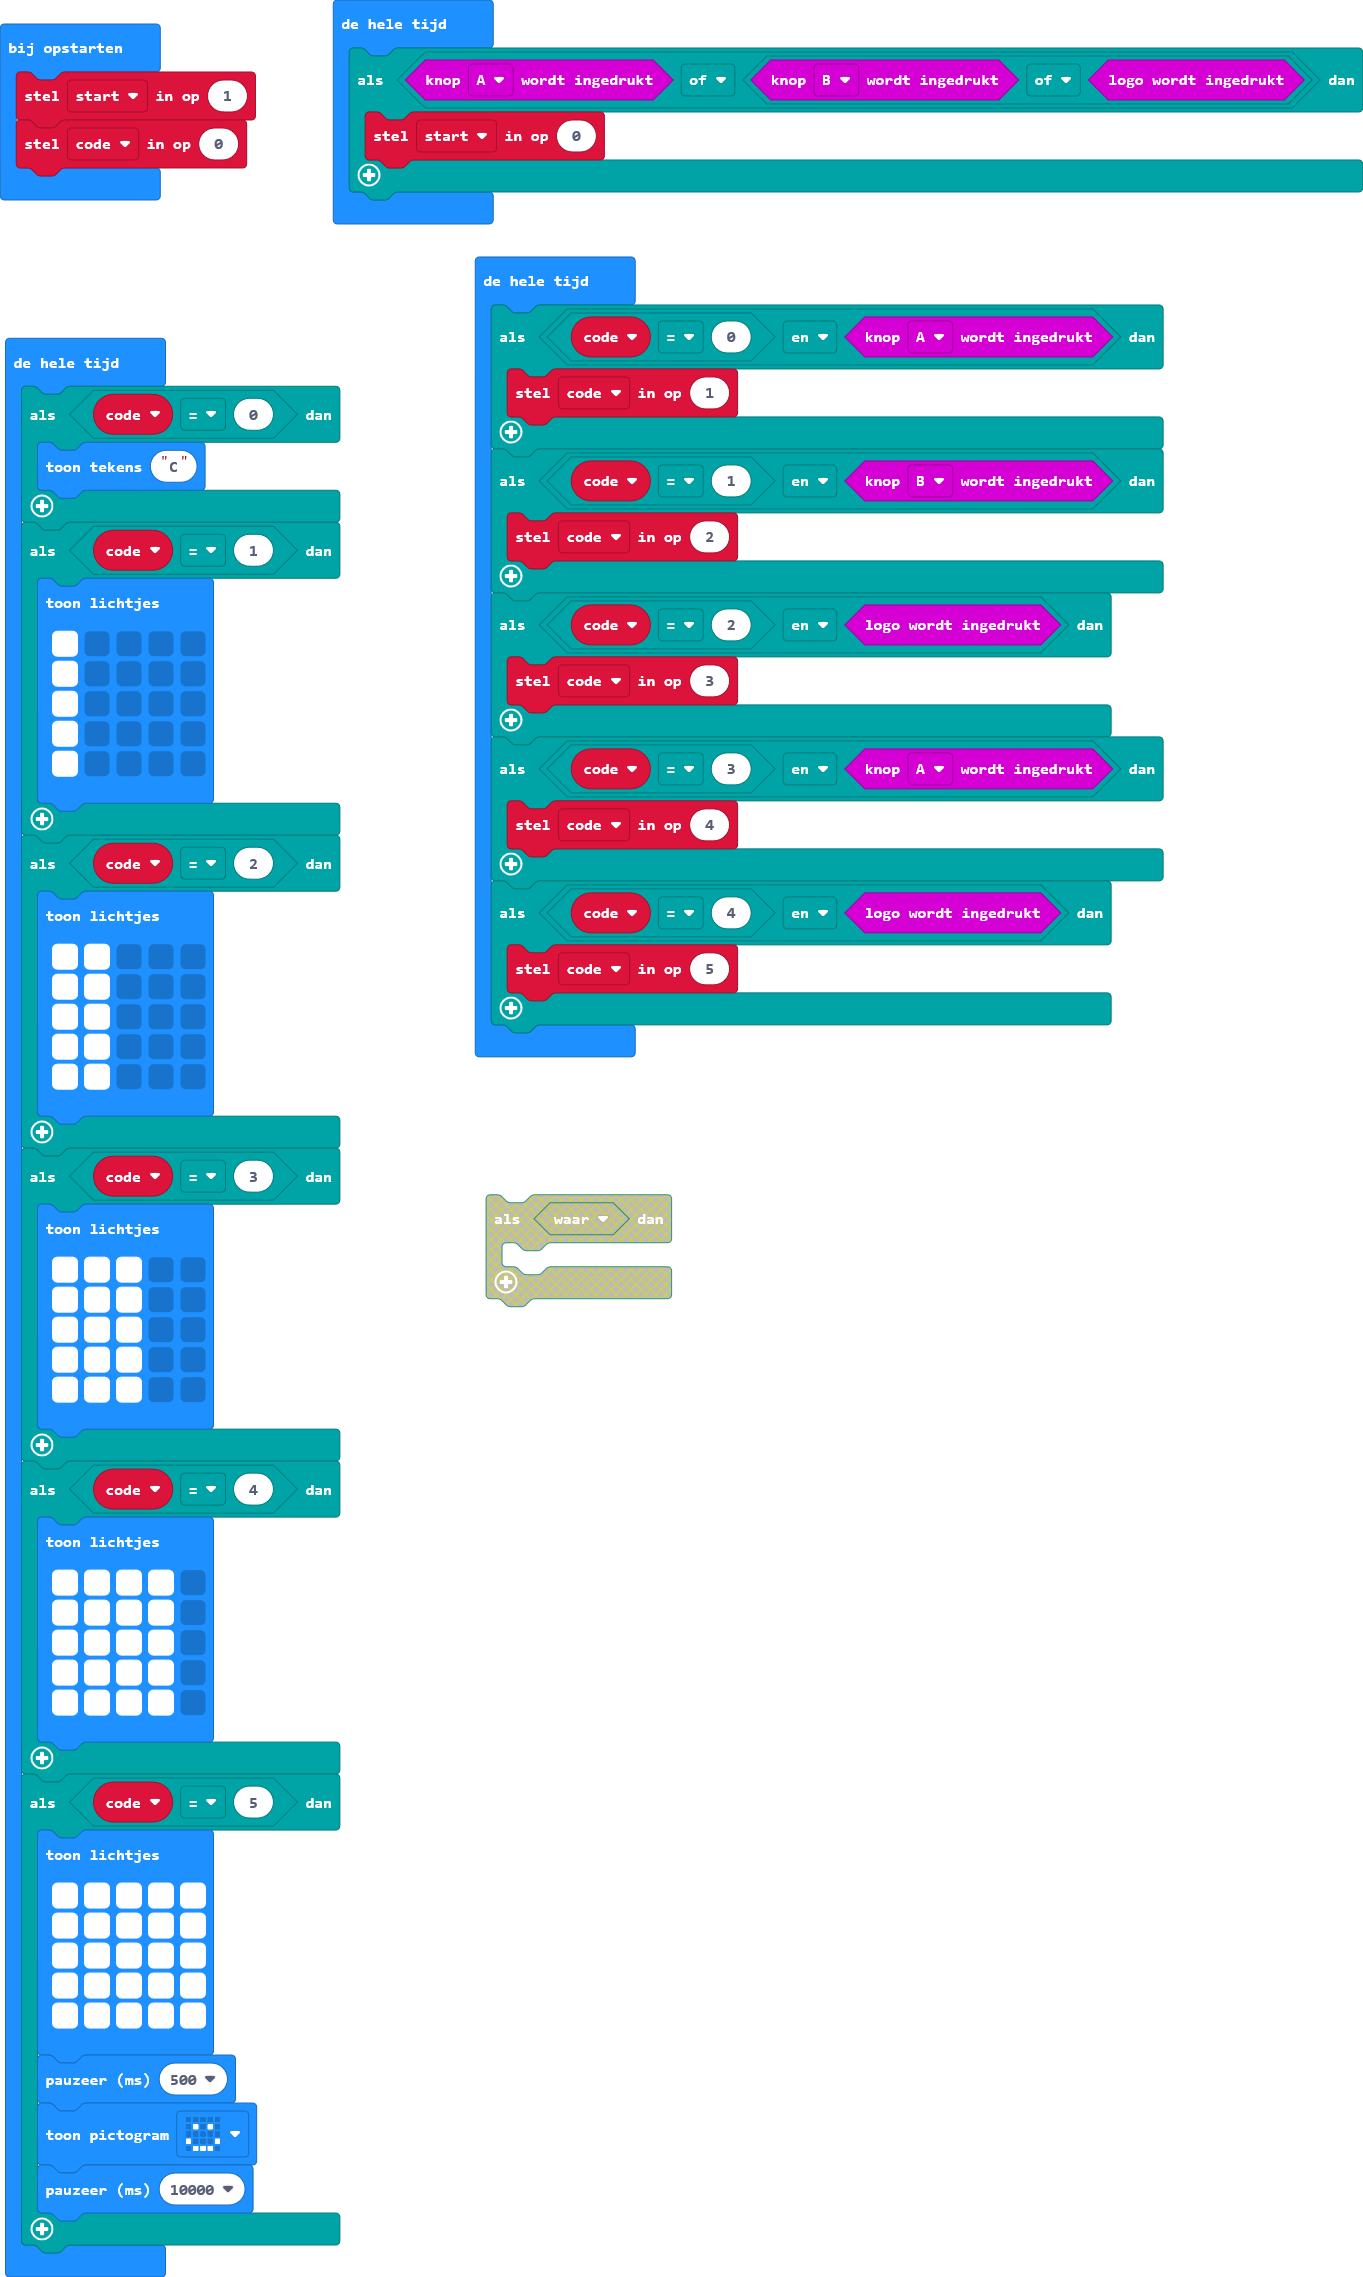 bij opstarten
stel start in op 1
stel code in op 0
de hele tijd
als knop A wordt ingedrukt of knop B wordt ingedrukt of logo wordt ingedrukt dan
stel start in op 0
de hele tijd
als code = 0 en knop A wordt ingedrukt dan
stel code in op 1
als code = 1 en knop B wordt ingedrukt dan
stel code in op 2
als code = 2 en logo wordt ingedrukt dan
stel code in op 3
als code = 3 en knop A wordt ingedrukt dan
stel code in op 4
als code = 4 en logo wordt ingedrukt dan
stel code in op 5
de hele tijd
als code = 0 dan
toon tekens "C"
als code = 1 dan
toon lichtjes
als code = 2 dan
toon lichtjes
als code = 3 dan
toon lichtjes
als code = 4 dan
toon lichtjes
als code = 5 dan
toon lichtjes
pauzeer (ms) 500
toon pictogram
pauzeer (ms) 10000
als waar dan